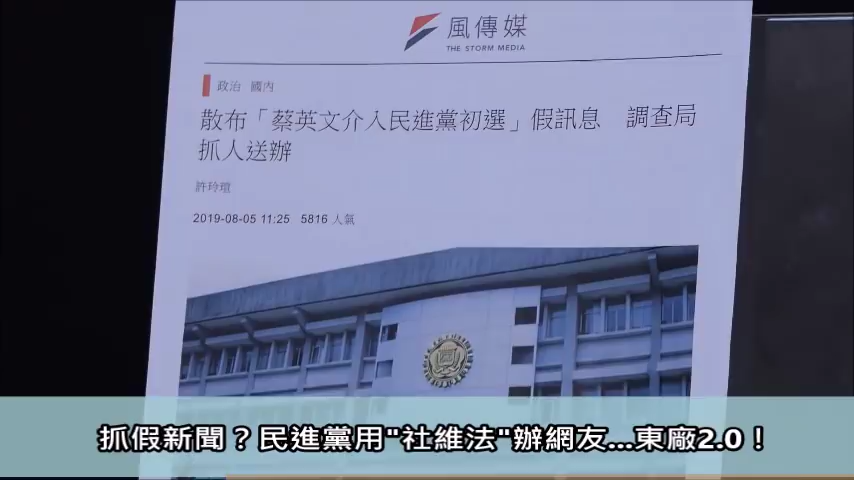 風傳媒
THE STORM MEDIA
政治 國內
散布「蔡英文介入民進黨初選」假訊息 調查局
抓人送辦
許玲瑄
2019-08-05 11:25 5816 人氣
抓假新聞？民進黨用"社維法"辦網友...東廠2.0！